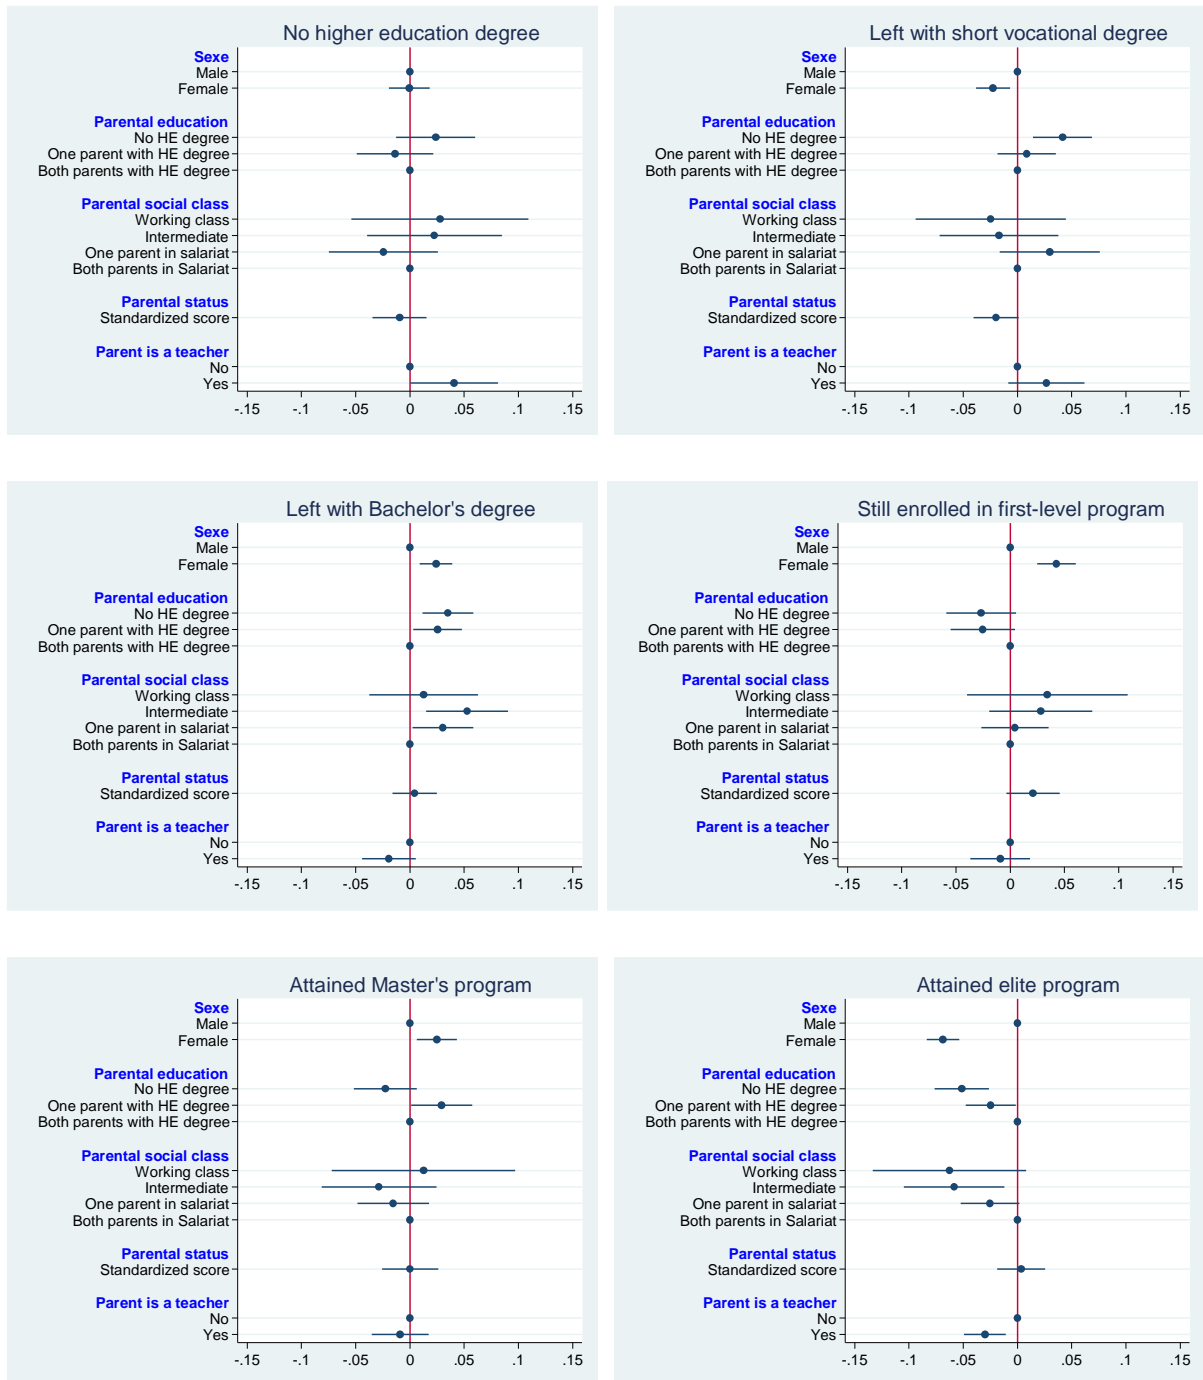 No higher education degree
Sexe
Male
Female
Parental education
No HE degree
One parent with HE degree
Both parents with HE degree
Parental social class
Working class
Intermediate
One parent in salariat
Both parents in Salariat
Parental status
Standardized score
Parent is a teacher
No
Yes
-.15 -.1 -.05 0 .05 .1 .15
Left with short vocational degree
Sexe
Male
Female
Parental education
No HE degree
One parent with HE degree
Both parents with HE degree
Parental social class
Working class
Intermediate
One parent in salariat
Both parents in Salariat
Parental status
Standardized score
Parent is a teacher
No
Yes
-.15 -.1 -.05 0 .05 .1 .15
Left with Bachelor's degree
Sexe
Male
Female
Parental education
No HE degree
One parent with HE degree
Both parents with HE degree
Parental social class
Working class
Intermediate
One parent in salariat
Both parents in Salariat
Parental status
Standardized score
Parent is a teacher
No
Yes
-.15 -.1 -.05 0 .05 .1 .15
Still enrolled in first-level program
Sexe
Male
Female
Parental education
No HE degree
One parent with HE degree
Both parents with HE degree
Parental social class
Working class
Intermediate
One parent in salariat
Both parents in Salariat
Parental status
Standardized score
Parent is a teacher
No
Yes
-.15 -.1 -.05 0 .05 .1 .15
Attained Master's program
Sexe
Male
Female
Parental education
No HE degree
One parent with HE degree
Both parents with HE degree
Parental social class
Working class
Intermediate
One parent in salariat
Both parents in Salariat
Parental status
Standardized score
Parent is a teacher
No
Yes
-.15 -.1 -.05 0 .05 .1 .15
Attained elite program
Sexe
Male
Female
Parental education
No HE degree
One parent with HE degree
Both parents with HE degree
Parental social class
Working class
Intermediate
One parent in salariat
Both parents in Salariat
Parental status
Standardized score
Parent is a teacher
No
Yes
-.15 -.1 -.05 0 .05 .1 .15